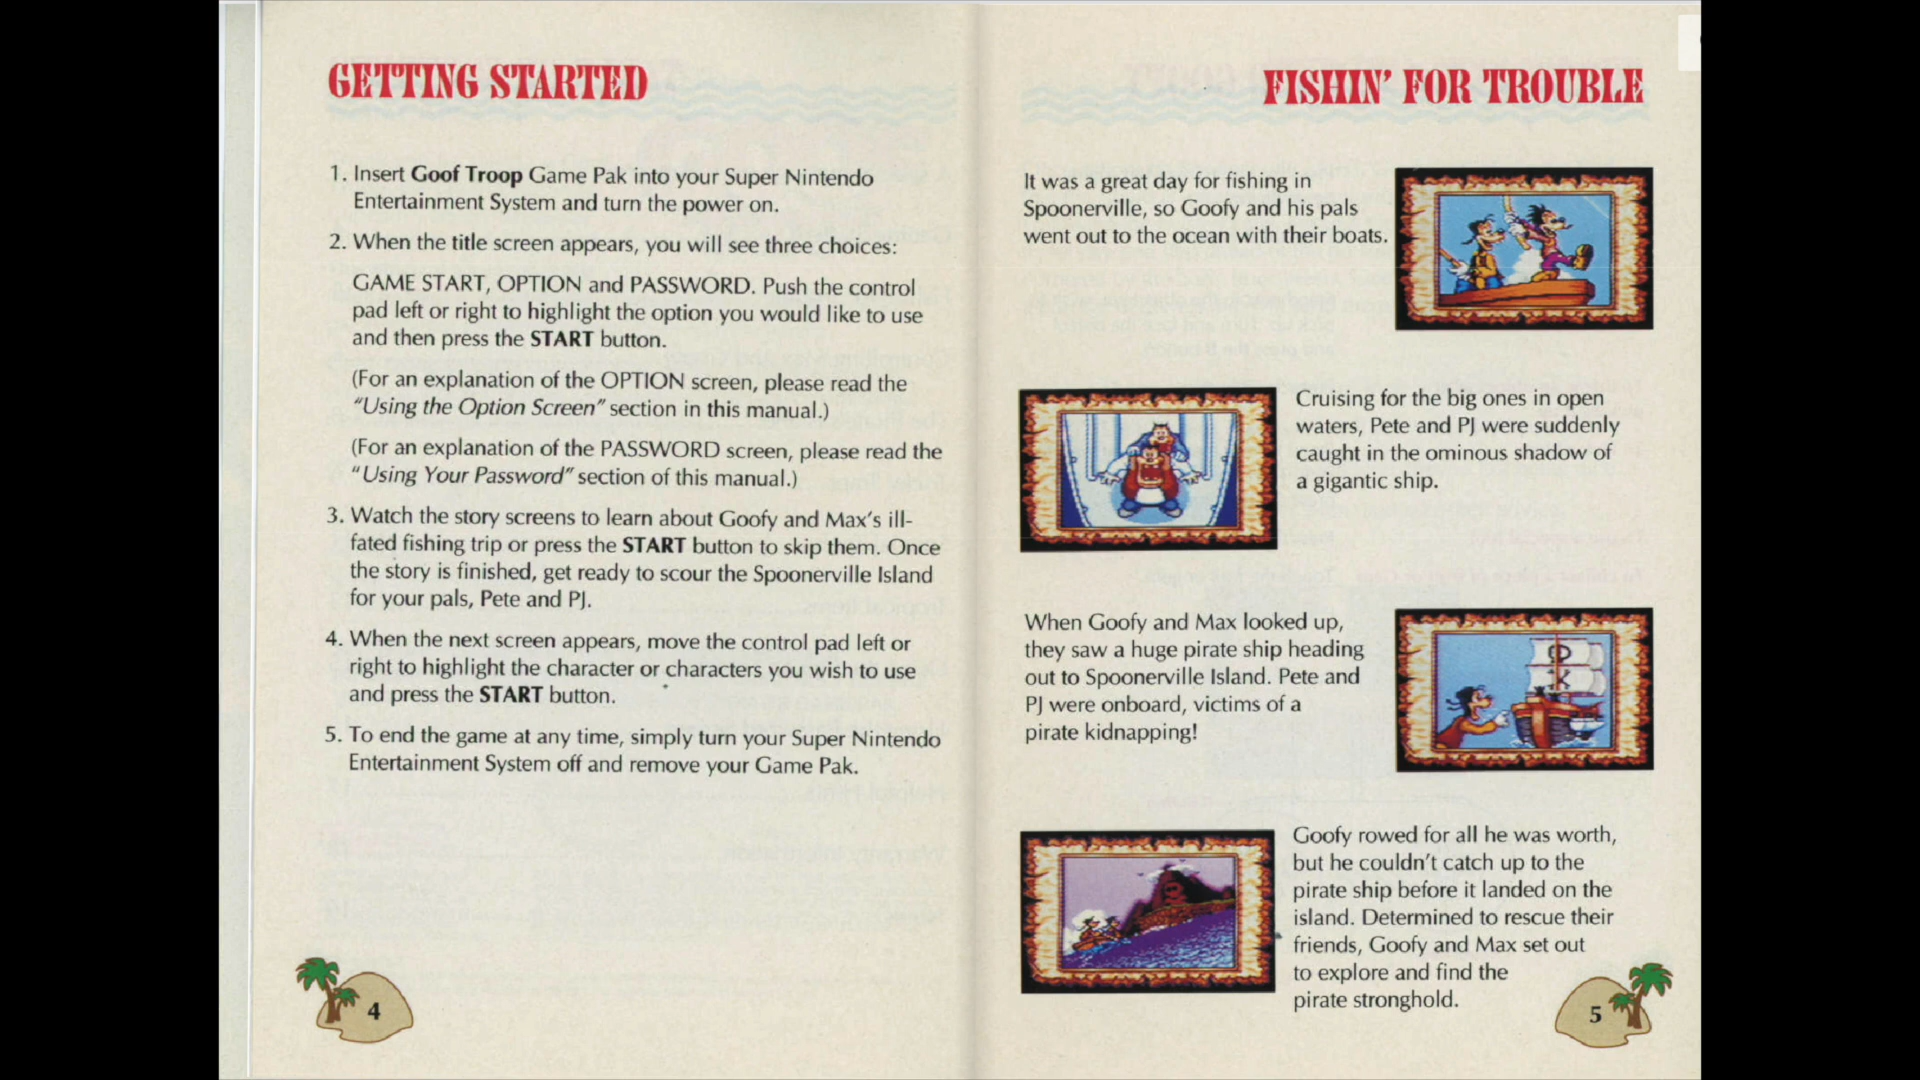 GETTING STARTED
1. Insert Goof Troop Game Pak into your Super Nintendo
Entertainment System and turn the power on.
2. When the title screen appears, you will see three choices:
GAME START, OPTION and PASSWORD. Push the control
pad left or right to highlight the option you would like to use
and then press the START button.
(For an explanation of the OPTION screen, please read the
"Using the Option Screen" section in this manual.)
(For an explanation of the PASSWORD screen, please read the
"Using Your Password" section of this manual.)
3. Watch the story screens to learn about Goofy and Max's ill-
fated fishing trip or press the START button to skip them. Once
the story is finished, get ready to scour the Spoonerville Island
for your pals, Pete and PJ.
4. When the next screen appears, move the control pad left or
right to highlight the character or characters you wish to use
and press the START button.
5. To end the game at any time, simply turn your Super Nintendo
Entertainment System off and remove your Game Pak.
4
FISHIN' FOR TROUBLE
It was a great day for fishing in
Spoonerville, so Goofy and his pals
went out to the ocean with their boats.
Cruising for the big ones in open
waters, Pete and PJ were suddenly
caught in the ominous shadow of
a gigantic ship.
When Goofy and Max looked up,
they saw a huge pirate ship heading
out to Spoonerville Island. Pete and
PJ were onboard, victims of a
pirate kidnapping!
Goofy rowed for all he was worth,
but he couldn't catch up to the
pirate ship before it landed on the
island. Determined to rescue their
friends, Goofy and Max set out
to explore and find the
pirate stronghold.
5